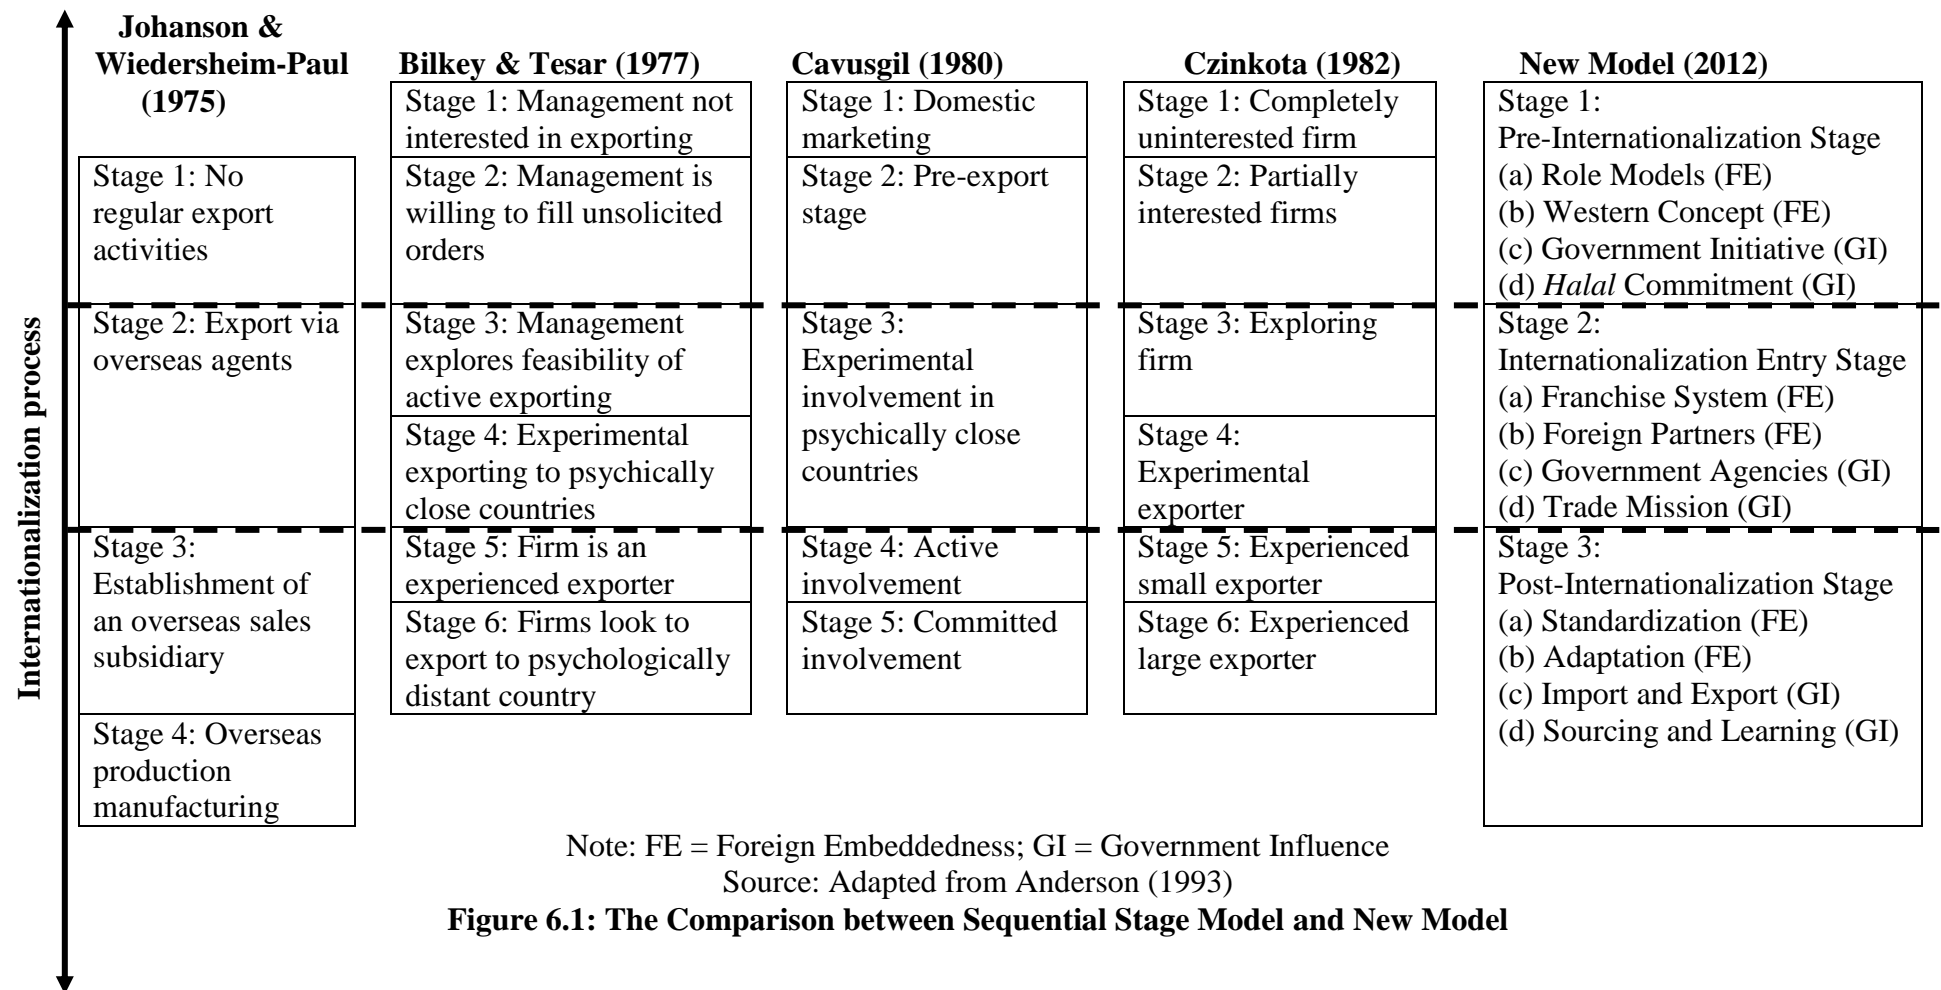 Internationalization process
Johanson &
Wiedersheim-Paul
(1975)
Stage 1: No
regular export
activities
Stage 2: Export via
overseas agents
Stage 3:
Establishment of
an overseas sales
subsidiary
Stage 4: Overseas
production
manufacturing
Bilkey & Tesar (1977)
Stage 1: Management not
interested in exporting
Stage 2: Management is
willing to fill unsolicited
orders
Stage 3: Management
explores feasibility of
active exporting
Stage 4: Experimental
exporting to psychically
close countries
Stage 5: Firm is an
experienced exporter
Stage 6: Firms look to
export to psychologically
distant country
Cavusgil (1980)
Stage 1: Domestic
marketing
Stage 2: Pre-export
stage
Stage 3:
Experimental
involvement in
psychically close
countries
Stage 4: Active
involvement
Stage 5: Committed
involvement
Czinkota (1982)
Stage 1: Completely
uninterested firm
Stage 2: Partially
interested firms
Stage 3: Exploring
firm
Stage 4:
Experimental
exporter
Stage 5: Experienced
small exporter
Stage 6: Experienced
large exporter
New Model (2012)
Stage 1:
Pre-Internationalization Stage
(a) Role Models (FE)
(b) Western Concept (FE)
(c) Government Initiative (GI)
(d) Halal Commitment (GI)
Stage 2:
Internationalization Entry Stage
(a) Franchise System (FE)
(b) Foreign Partners (FE)
(c) Government Agencies (GI)
(d) Trade Mission (GI)
Stage 3:
Post-Internationalization Stage
(a) Standardization (FE)
(b) Adaptation (FE)
(c) Import and Export (GI)
(d) Sourcing and Learning (GI)
Note: FE = Foreign Embeddedness; GI = Government Influence
Source: Adapted from Anderson (1993)
Figure 6.1: The Comparison between Sequential Stage Model and New Model